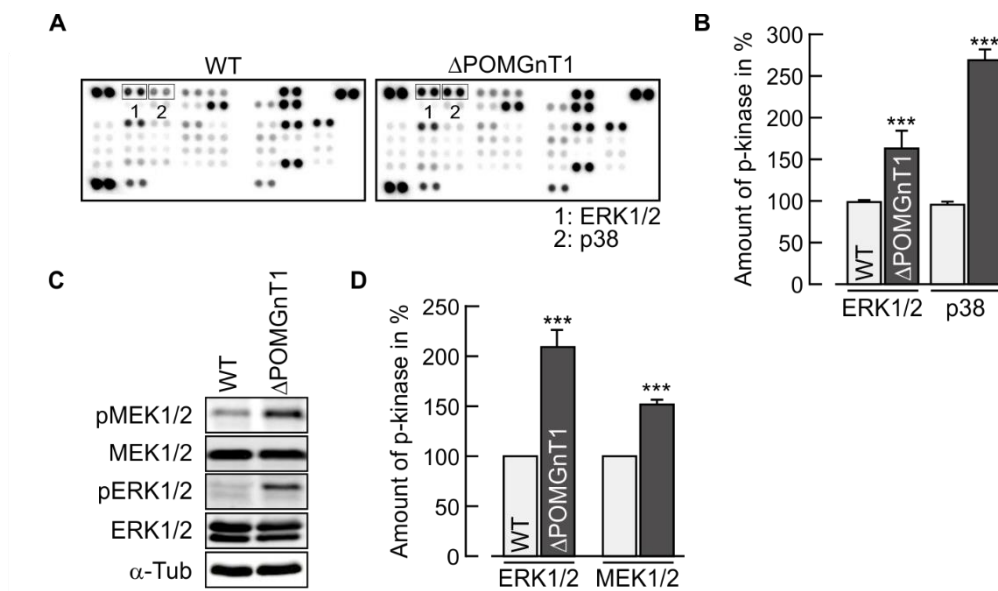 A
WT
ΔPOMGnT1
1
2
1
2
1: ERK1/2
2: p38
B
Amount of p-kinase in %
300
250
200
150
100
50
0
***
***
WT
ΔPOMGnT1
ERK1/2
p38
C
WT
ΔPOMGnT1
pMEK1/2
MEK1/2
pERK1/2
ERK1/2
α-Tub
D
Amount of p-kinase in %
250
200
150
100
50
0
***
***
WT
ΔPOMGnT1
ERK1/2
MEK1/2